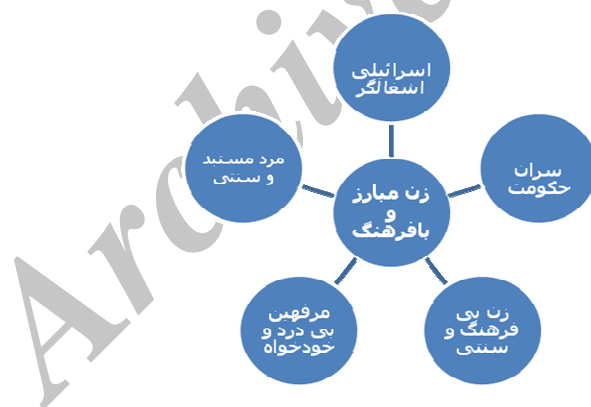 اسرائیلی
اشغالگر
سران
حکومت
زن بی
فرهنگ و
سنتی
مرفهین
بی درد و
خودخواه
مرد مستبد
و سنتی
زن مبارز
و
بافرهنگ
Archive